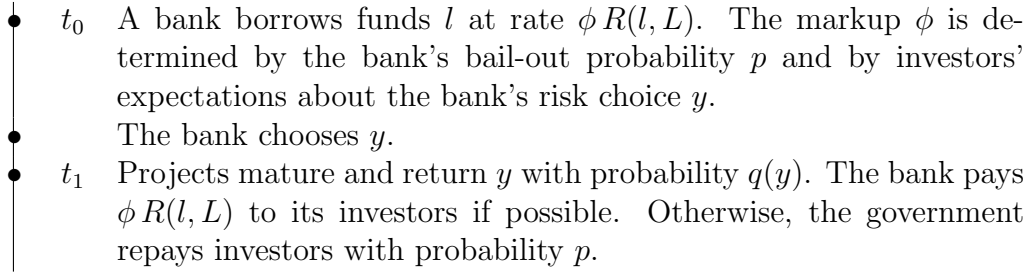 t₀ A bank borrows funds l at rate ϕ R(l, L). The markup ϕ is de-
termined by the bank's bail-out probability p and by investors'
expectations about the bank's risk choice y.
The bank chooses y.
t₁ Projects mature and return y with probability q(y). The bank pays
ϕ R(l, L) to its investors if possible. Otherwise, the government
repays investors with probability p.